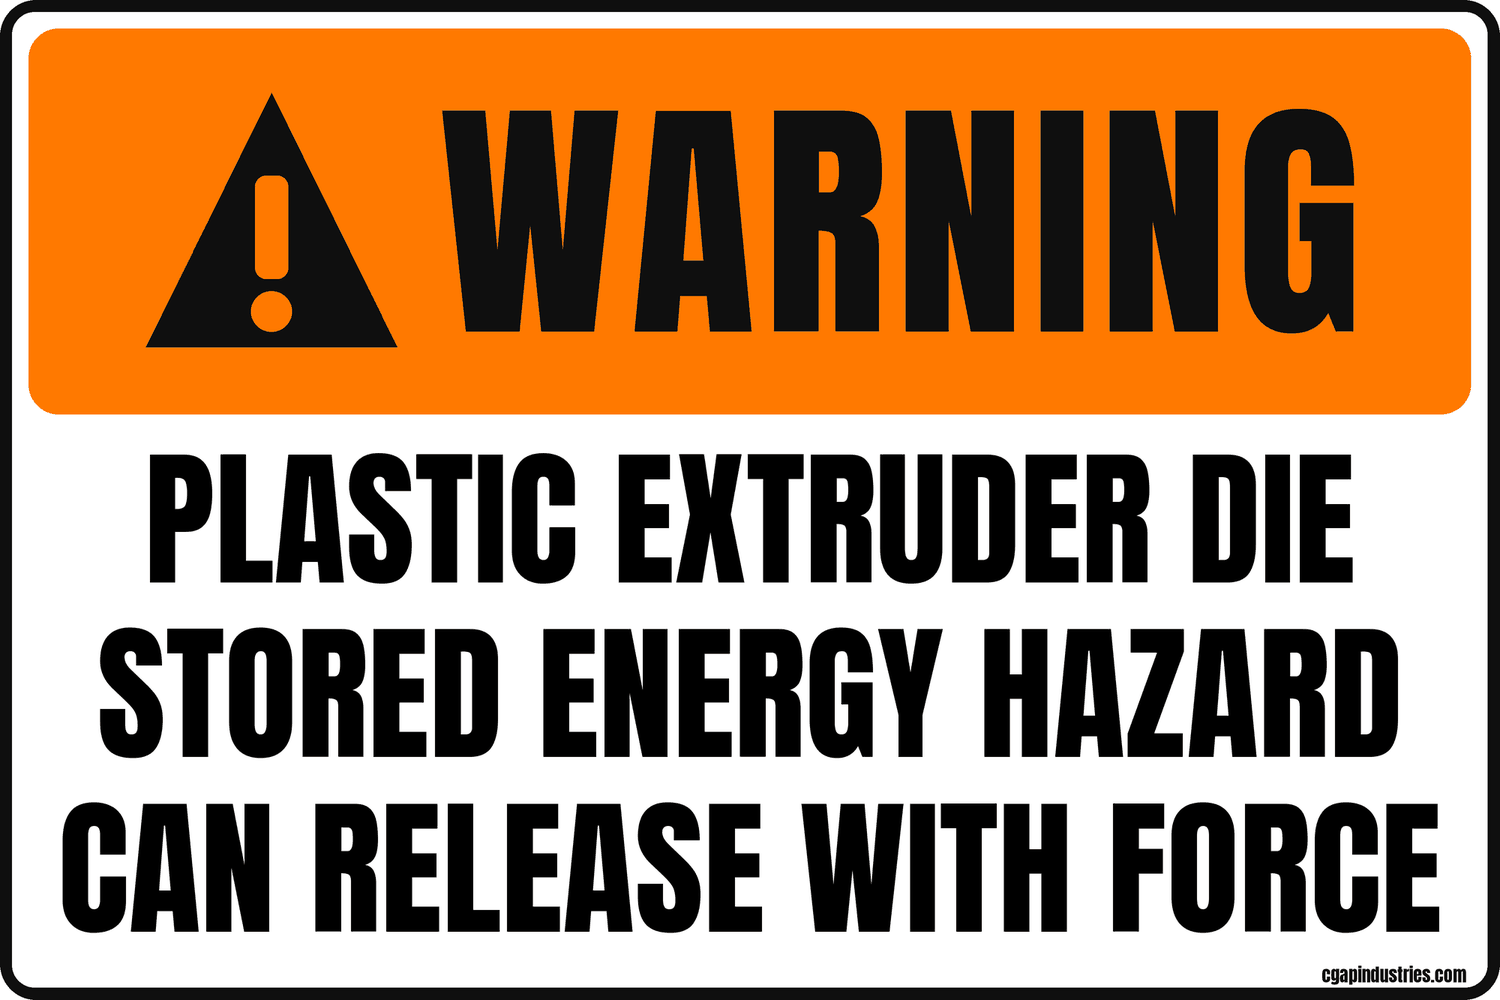 WARNING
PLASTIC EXTRUDER DIE
STORED ENERGY HAZARD
CAN RELEASE WITH FORCE
cgapindustries.com